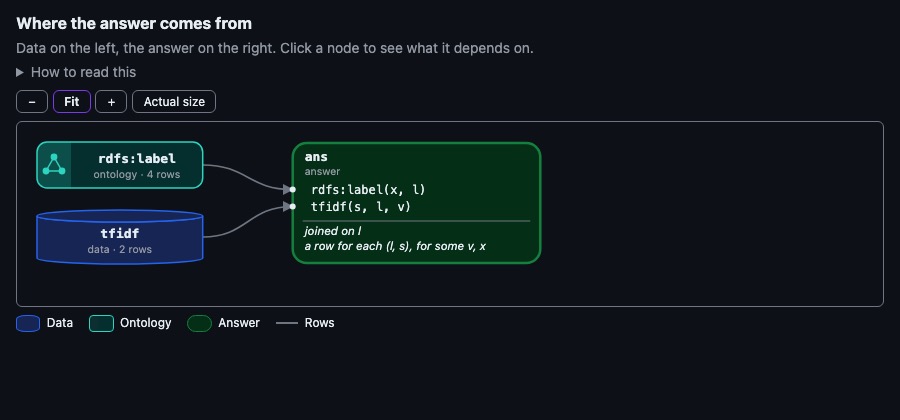 Where the answer comes from
Data on the left, the answer on the right. Click a node to see what it depends on.
▶ How to read this
− Fit + Actual size
rdfs:label
ontology · 4 rows
tfidf
data · 2 rows
ans
answer
rdfs:label(x, l)
tfidf(s, l, v)
joined on l
a row for each (l, s), for some v, x
Data Ontology Answer Rows